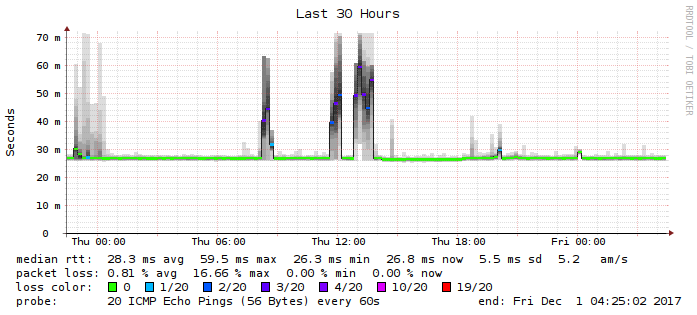 Last 30 Hours
RRDTOOL / TOBI OETIKER
Seconds
70 m
60 m
50 m
40 m
30 m
20 m
10 m
0
Thu 00:00 Thu 06:00 Thu 12:00 Thu 18:00 Fri 00:00
median rtt: 28.3 ms avg 59.5 ms max 26.3 ms min 26.8 ms now 5.5 ms sd 5.2 am/s
packet loss: 0.81 % avg 16.66 % max 0.00 % min 0.00 % now
loss color: 0 1/20 2/20 3/20 4/20 10/20 19/20
probe: 20 ICMP Echo Pings (56 Bytes) every 60s end: Fri Dec 1 04:25:02 2017